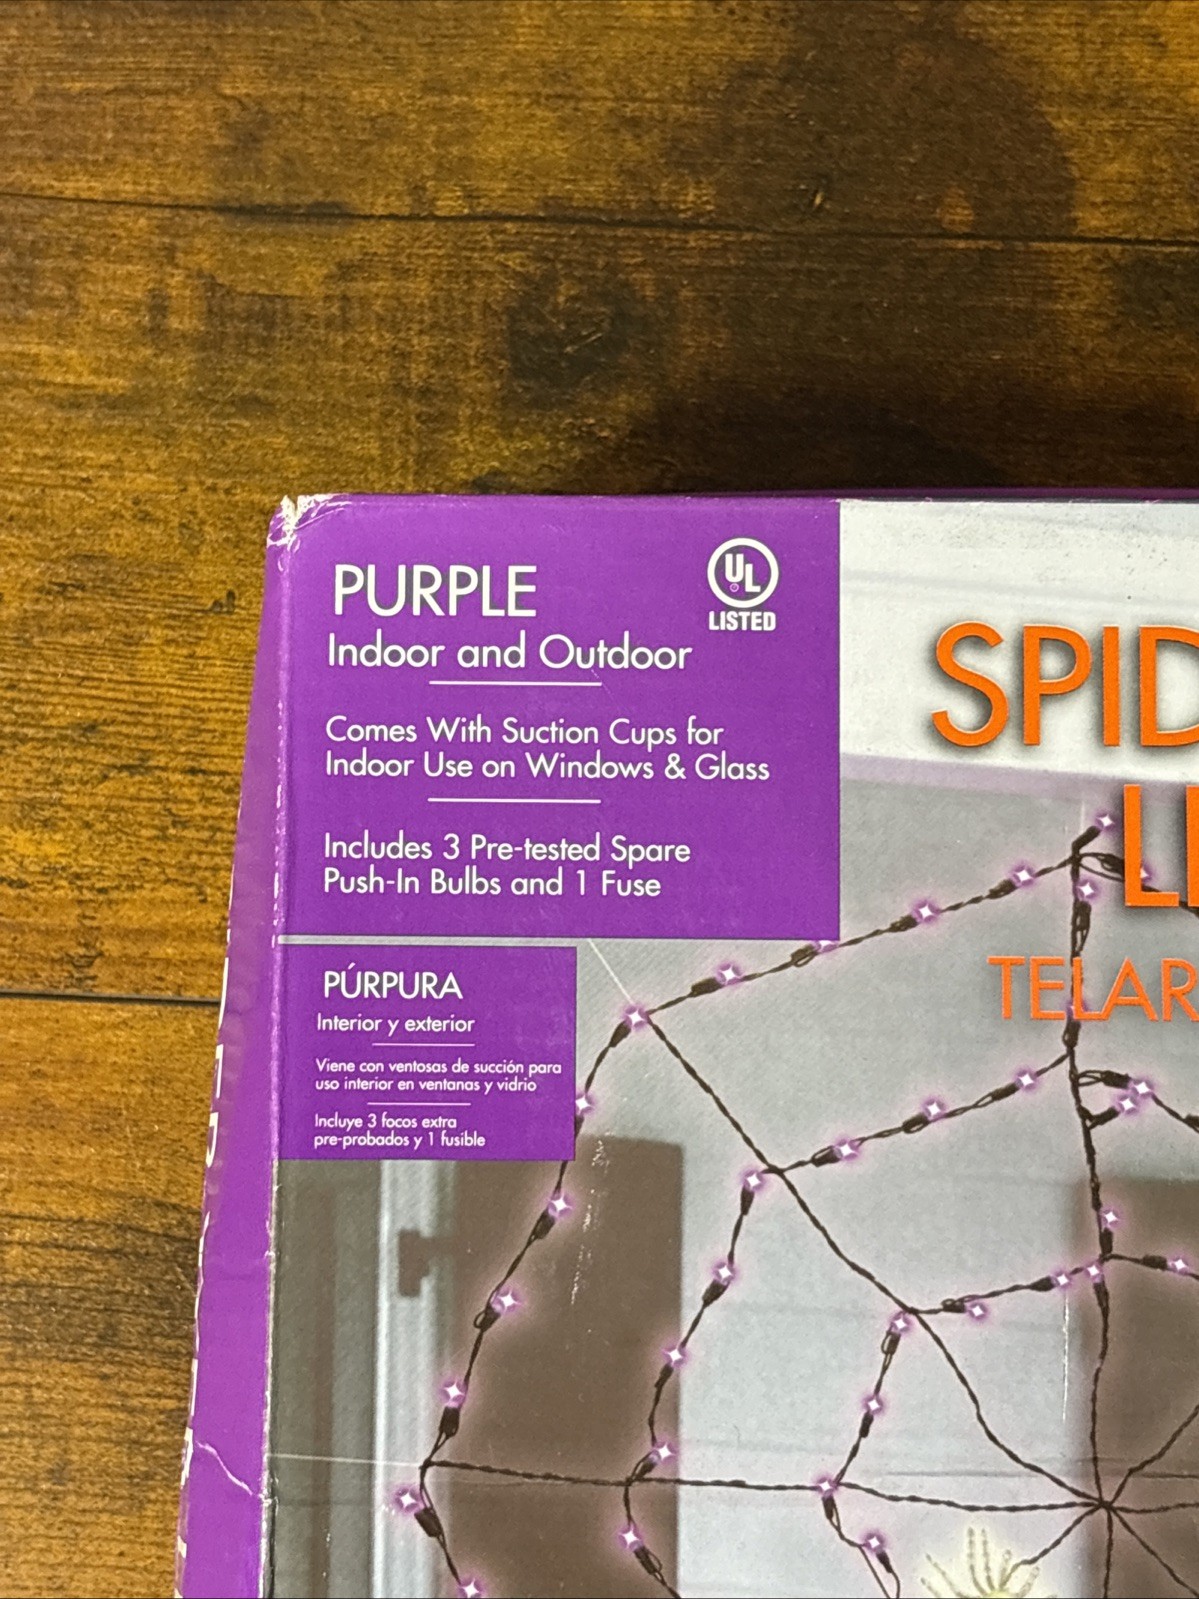 PURPLE
Indoor and Outdoor
UL
LISTED
Comes With Suction Cups for
Indoor Use on Windows & Glass
Includes 3 Pre-tested Spare
Push-In Bulbs and 1 Fuse
PÚRPURA
Interior y exterior
Viene con ventosas de succión para
uso interior en ventanas y vidrio
Incluye 3 focos extra
pre-probados y 1 fusible
SPID
LI
TELAR